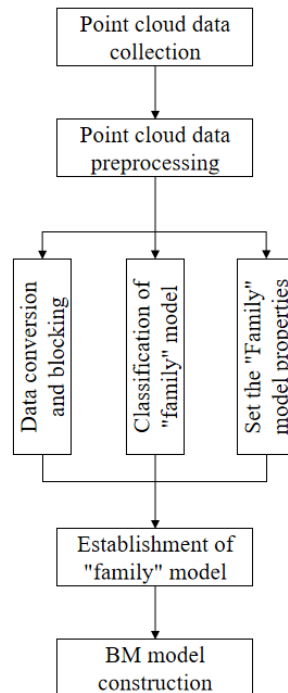 Point cloud data
collection
Point cloud data
preprocessing
Data conversion
and blocking
Classification of
"family" model
Set the "Family"
model properties
Establishment of
"family" model
BM model
construction